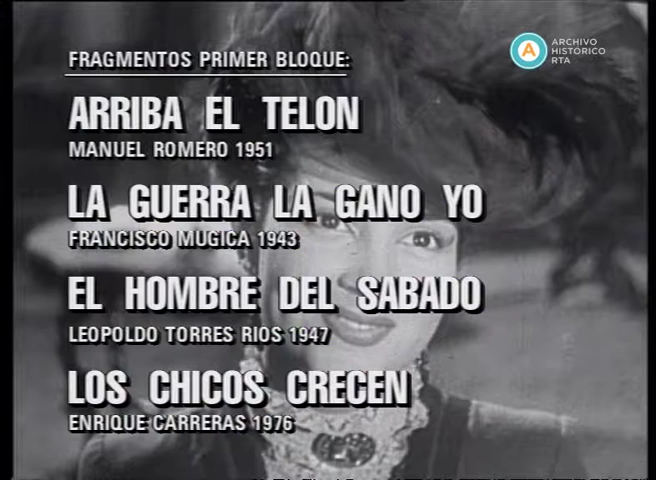 FRAGMENTOS PRIMER BLOQUE:
A ARCHIVO
HISTÓRICO
RTA
ARRIBA EL TELON
MANUEL ROMERO 1951
LA GUERRA LA GANO YO
FRANCISCO MUGICA 1943
EL HOMBRE DEL SABADO
LEOPOLDO TORRES RIOS 1947
LOS CHICOS CRECEN
ENRIQUE CARRERAS 1976